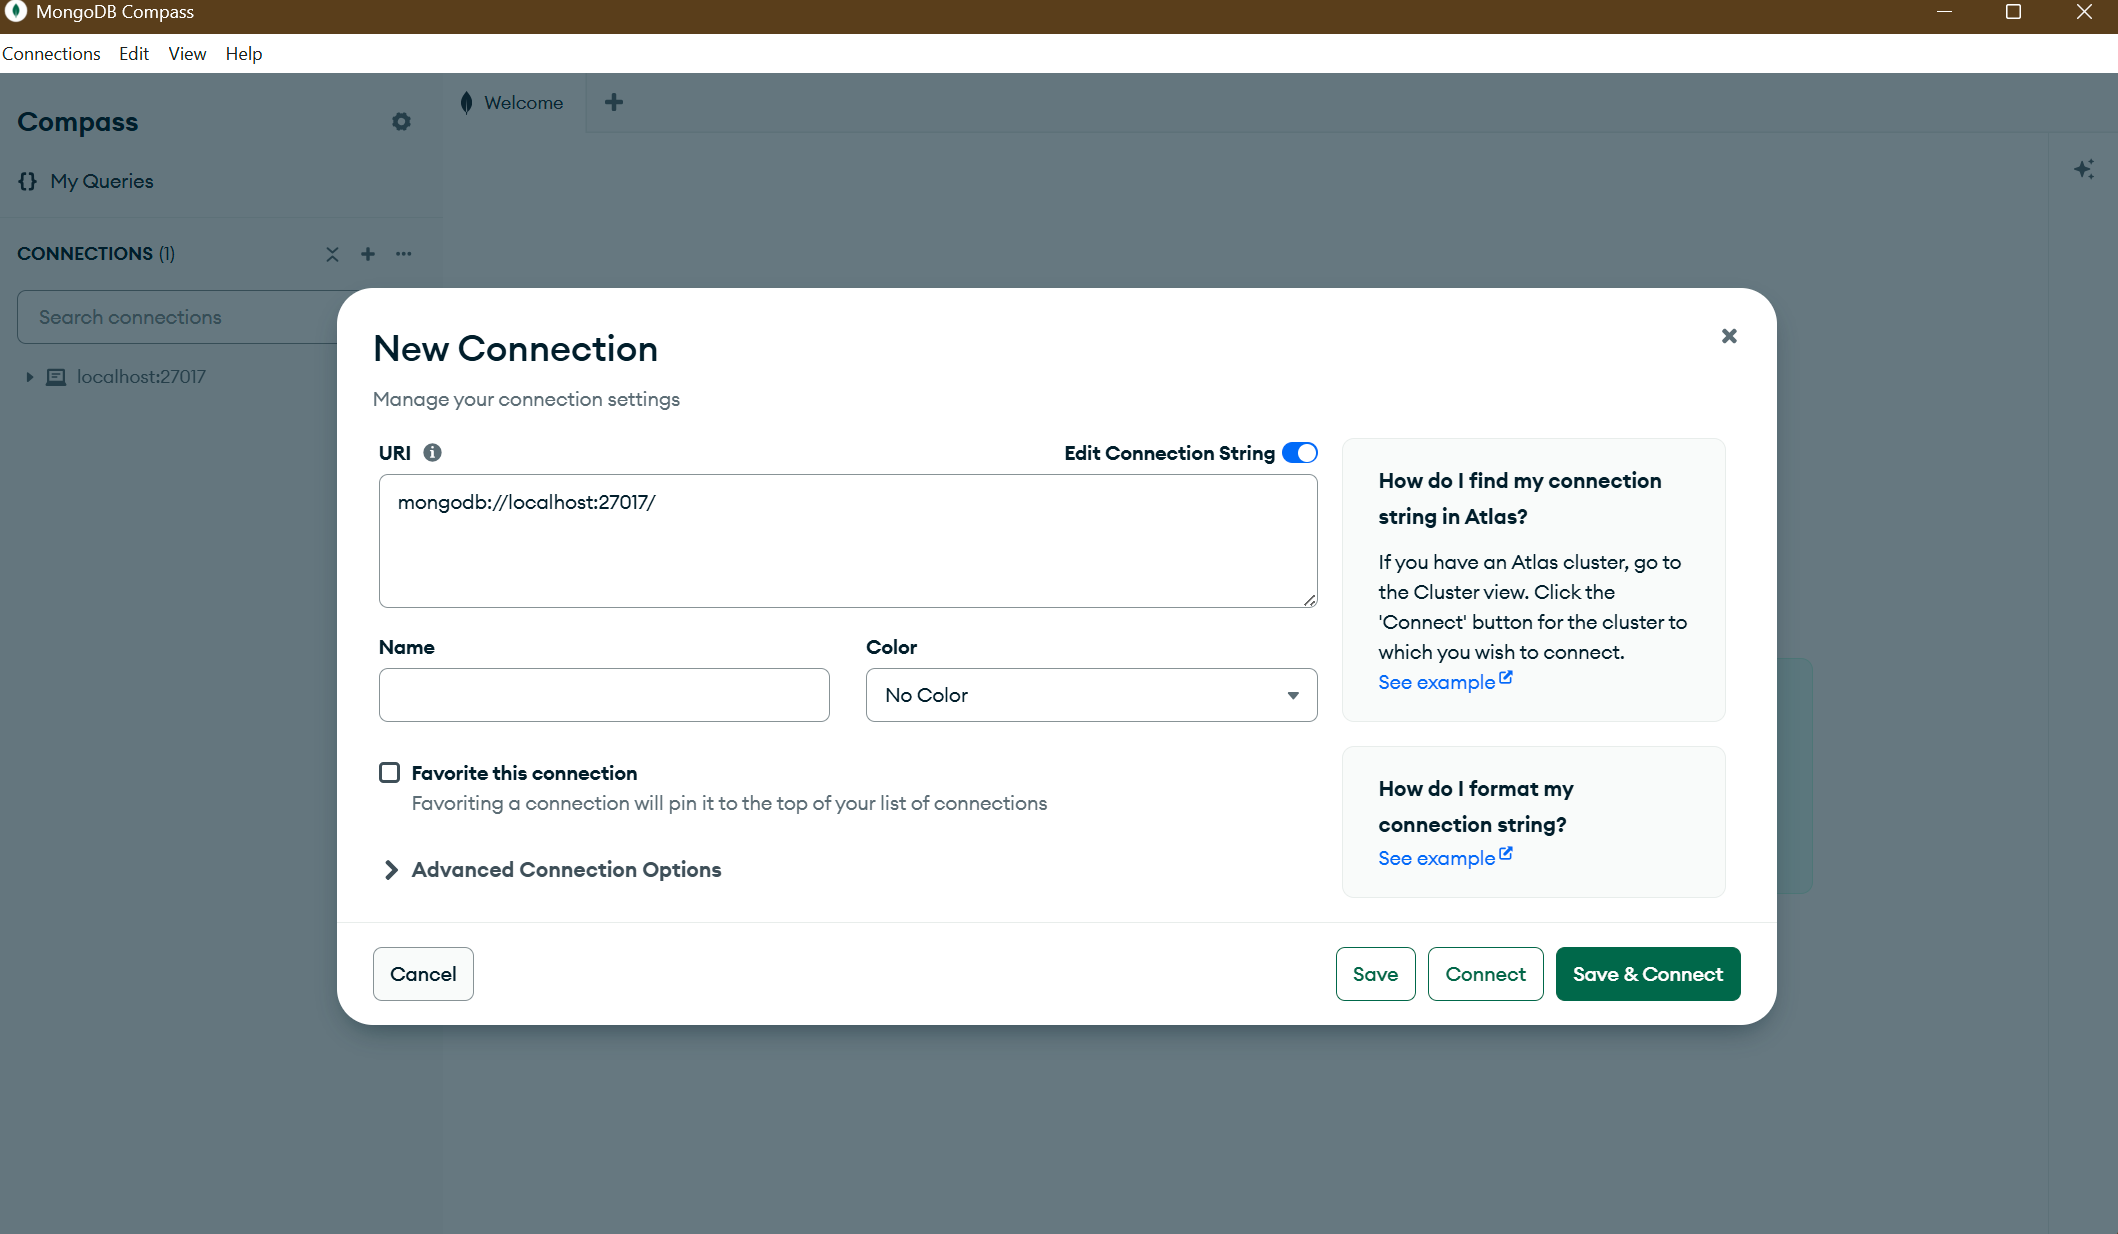 MongoDB Compass
Connections Edit View Help
Compass
My Queries
CONNECTIONS (1)
Search connections
localhost:27017
Welcome
New Connection
Manage your connection settings
URI
Edit Connection String
mongodb://localhost:27017/
Name
Color
No Color
Favorite this connection
Favoriting a connection will pin it to the top of your list of connections
Advanced Connection Options
How do I find my connection
string in Atlas?
If you have an Atlas cluster, go to
the Cluster view. Click the
'Connect' button for the cluster to
which you wish to connect.
See example
How do I format my
connection string?
See example
Cancel
Save
Connect
Save & Connect